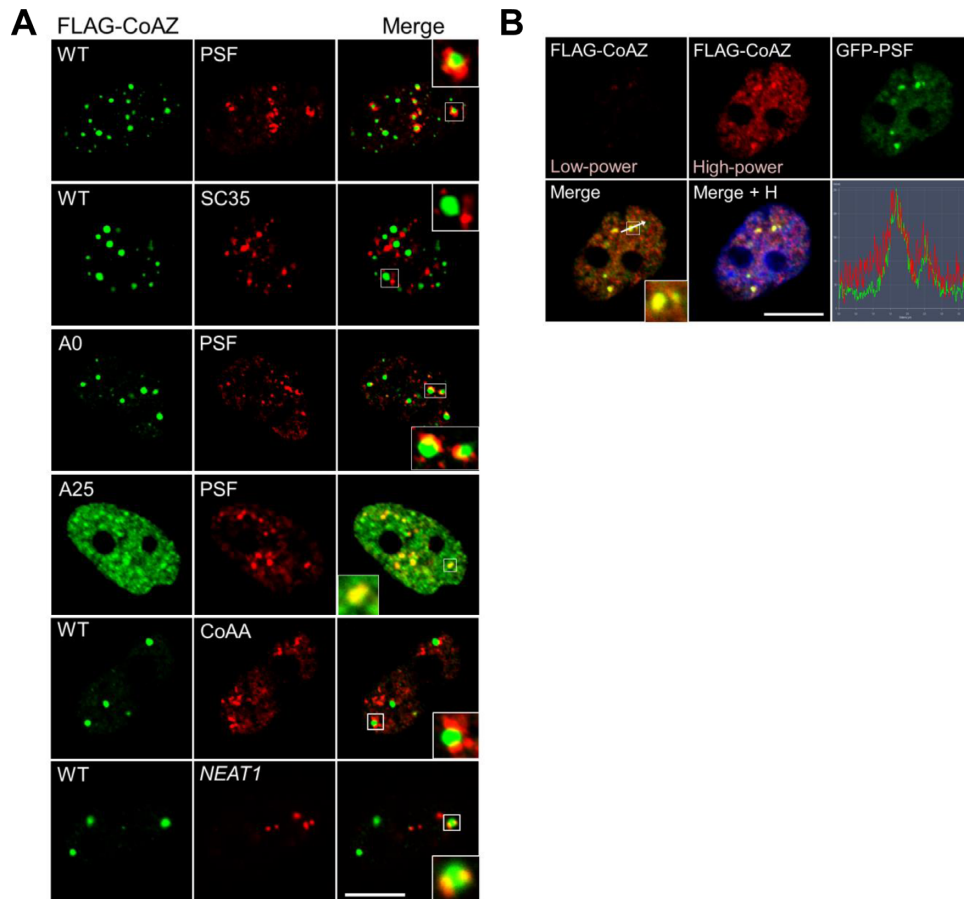 A
FLAG-CoAZ Merge
WT PSF
WT SC35
A0 PSF
A25 PSF
WT CoAA
WT NEAT1
B
FLAG-CoAZ FLAG-CoAZ GFP-PSF
Low-power High-power
Merge Merge + H